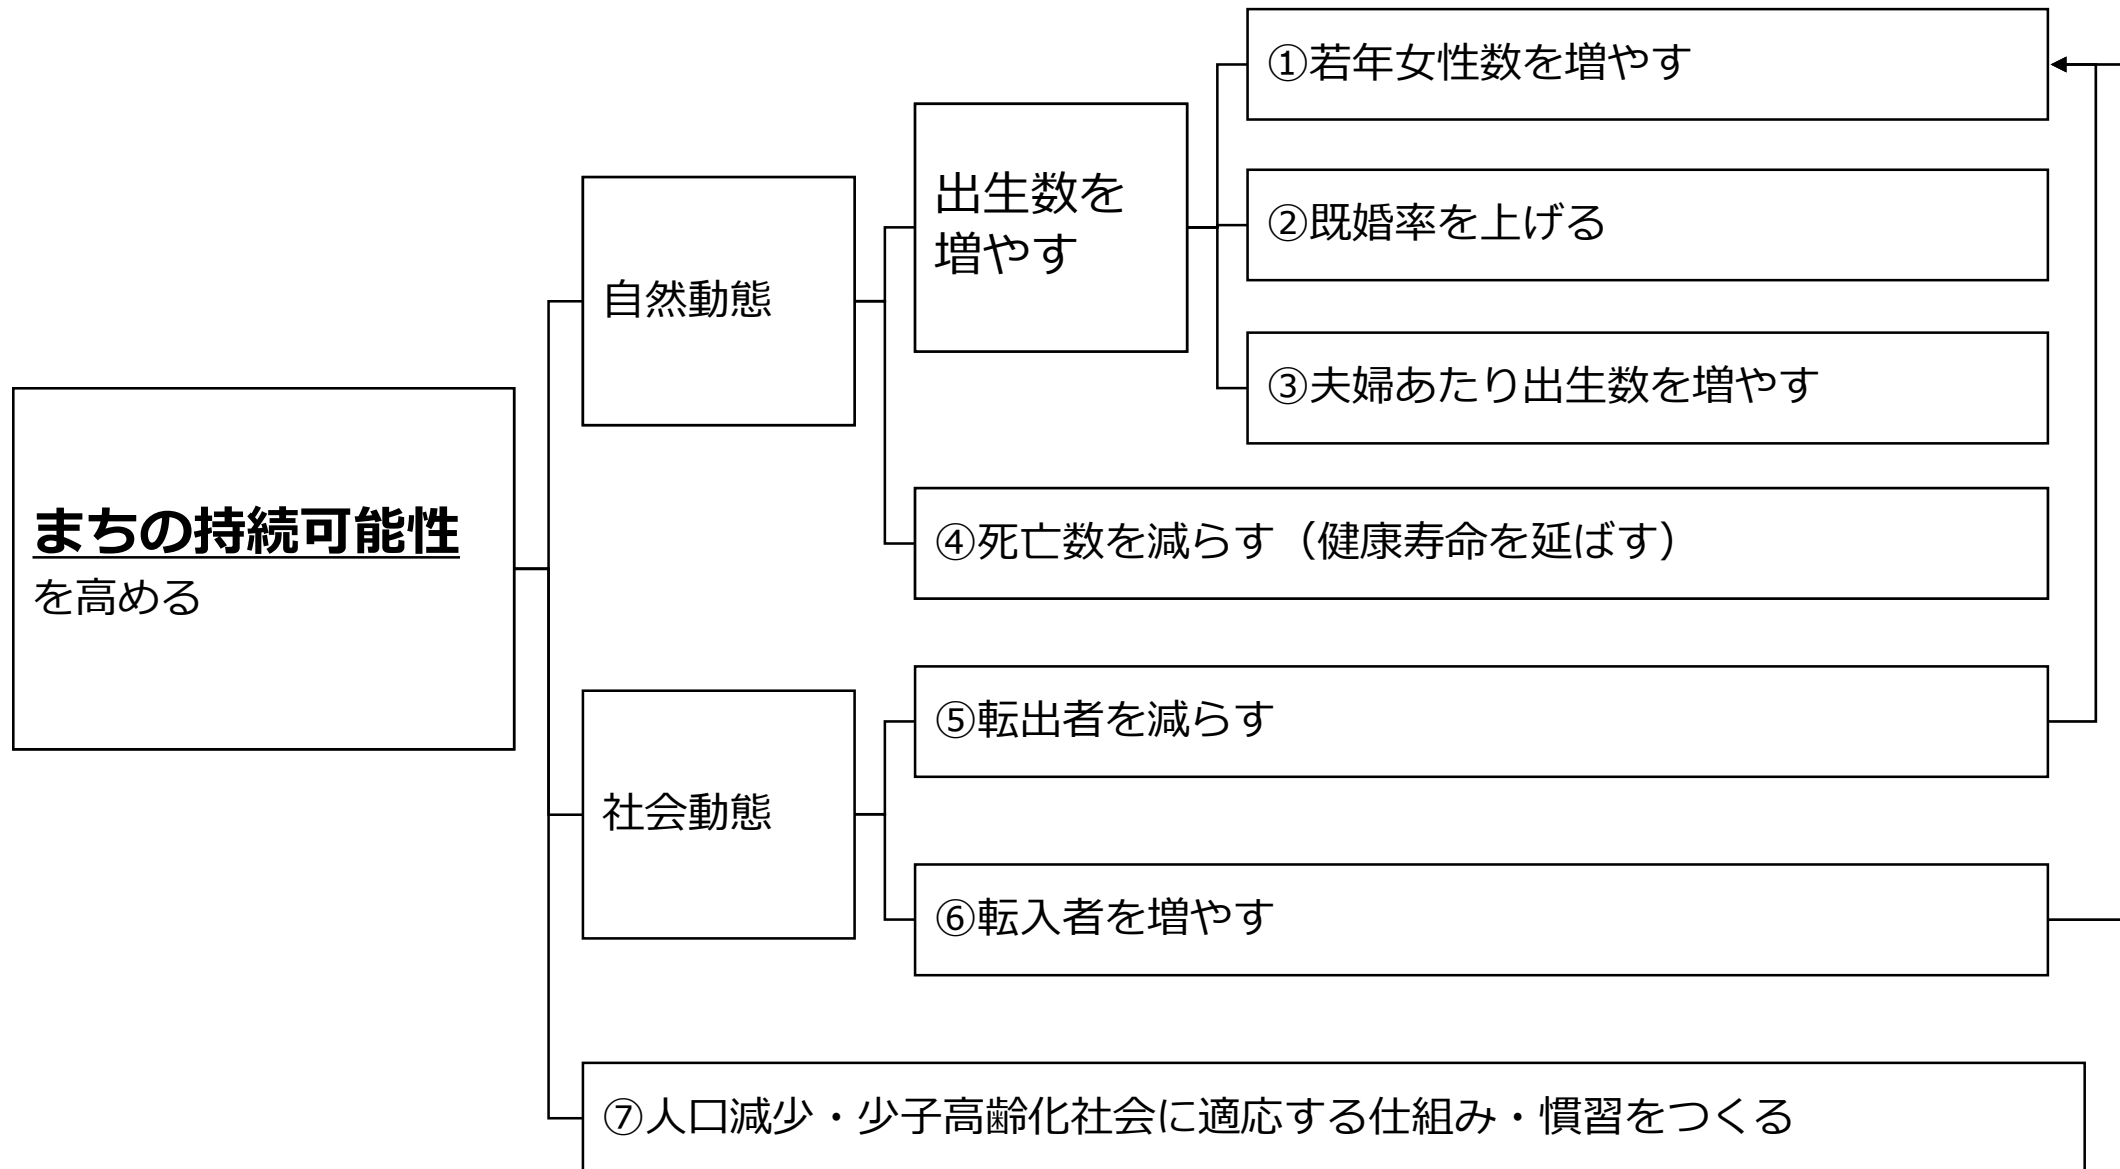 まちの持続可能性
を高める
自然動態
出生数を
増やす
①若年女性数を増やす
②既婚率を上げる
③夫婦あたり出生数を増やす
④死亡数を減らす（健康寿命を延ばす）
社会動態
⑤転出者を減らす
⑥転入者を増やす
⑦人口減少・少子高齢化社会に適応する仕組み・慣習をつくる